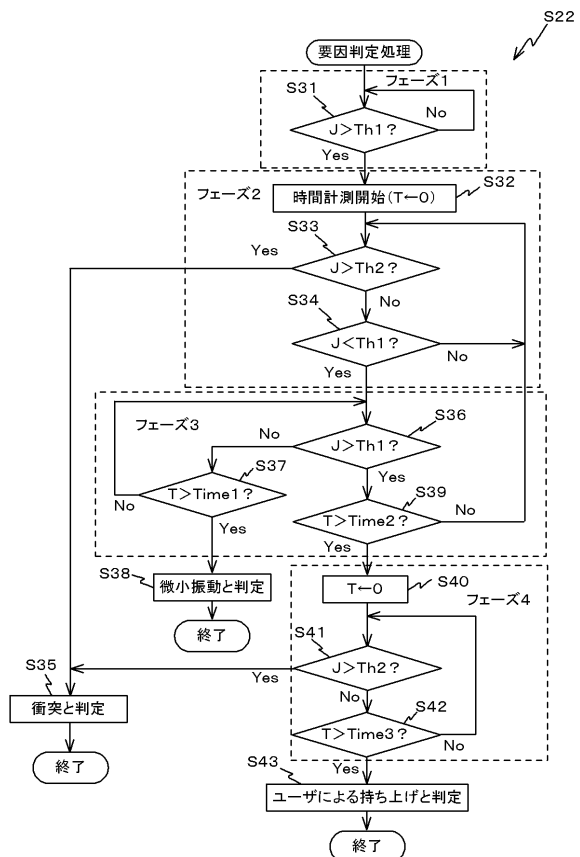 S22
要因判定処理
フェーズ1
S31
J＞Th1？
No
Yes
S32
フェーズ2
時間計測開始(T←0)
S33
Yes
J＞Th2？
No
S34
J＜Th1？
No
Yes
フェーズ3
S36
No
J＞Th1？
S37
Yes
S39
T＞Time1？
No
T＞Time2？
No
Yes
Yes
S38
微小振動と判定
終了
S40
T←0
フェーズ4
S41
J＞Th2？
Yes
S35
衝突と判定
終了
No
S42
T＞Time3？
No
Yes
S43
ユーザによる持ち上げと判定
終了